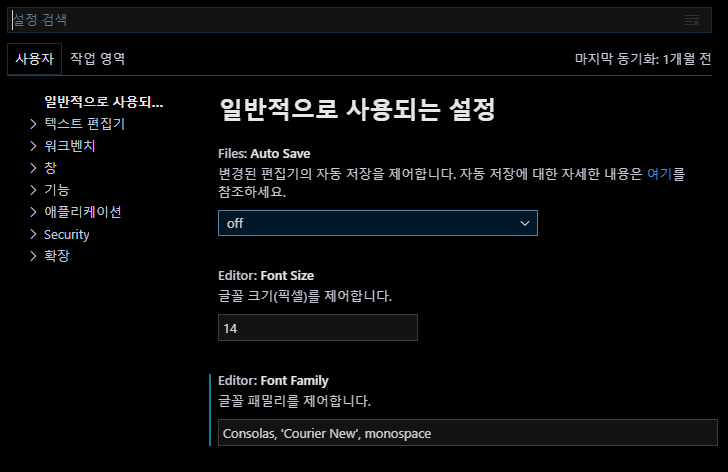 설정 검색
사용자 작업 영역 마지막 동기화: 1개월 전
일반적으로 사용되...
텍스트 편집기
워크벤치
창
기능
애플리케이션
Security
확장
일반적으로 사용되는 설정
Files: Auto Save
변경된 편집기의 자동 저장을 제어합니다. 자동 저장에 대한 자세한 내용은 여기를
참조하세요.
off
Editor: Font Size
글꼴 크기(픽셀)를 제어합니다.
14
Editor: Font Family
글꼴 패밀리를 제어합니다.
Consolas, 'Courier New', monospace